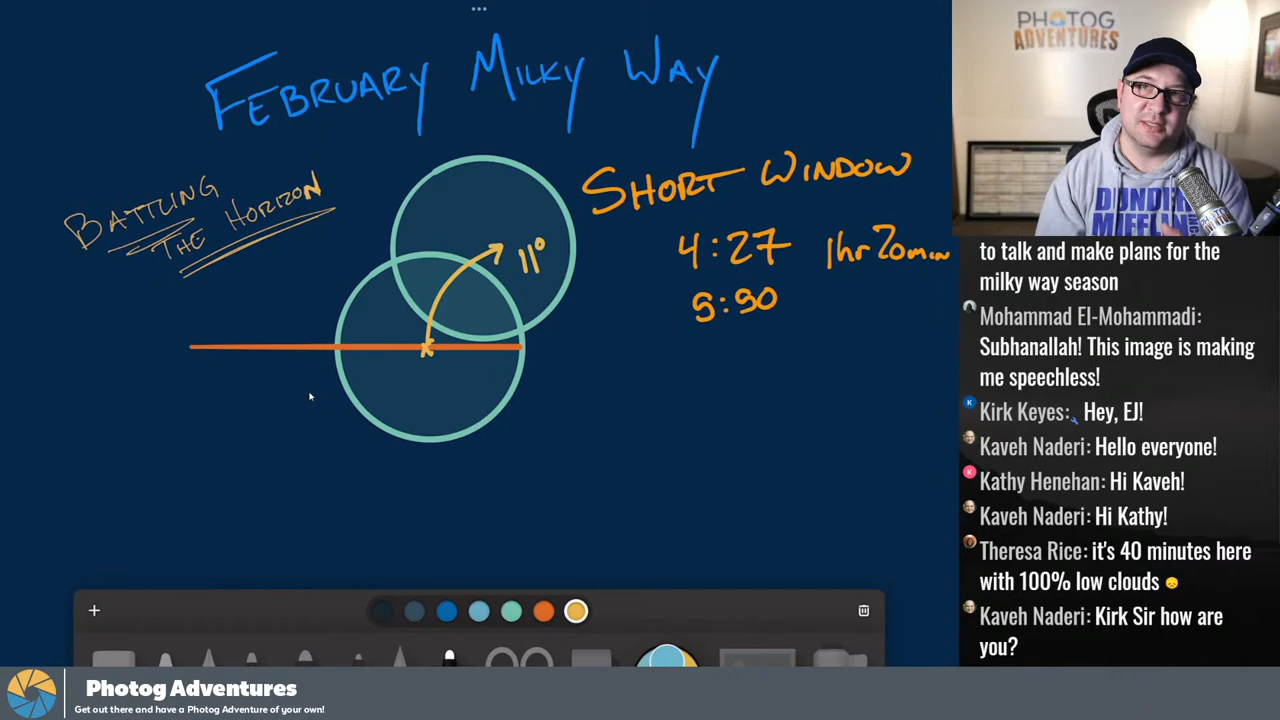 FEBRUARY MILKY WAY
BATTLING
THE HORIZON
11°
SHORT WINDOW
4:27 1hr 20min
5:50
PHOTOG
ADVENTURES
DUNDER
MIFFLIN
INC
to talk and make plans for the
milky way season
Mohammad El-Mohammadi:
Subhanallah! This image is making
me speechless!
K Kirk Keyes: Hey, EJ!
Kaveh Naderi: Hello everyone!
K Kathy Henehan: Hi Kaveh!
Kaveh Naderi: Hi Kathy!
Theresa Rice: it's 40 minutes here
with 100% low clouds 😞
Kaveh Naderi: Kirk Sir how are
you?
Photog Adventures
Get out there and have a Photog Adventure of your own!